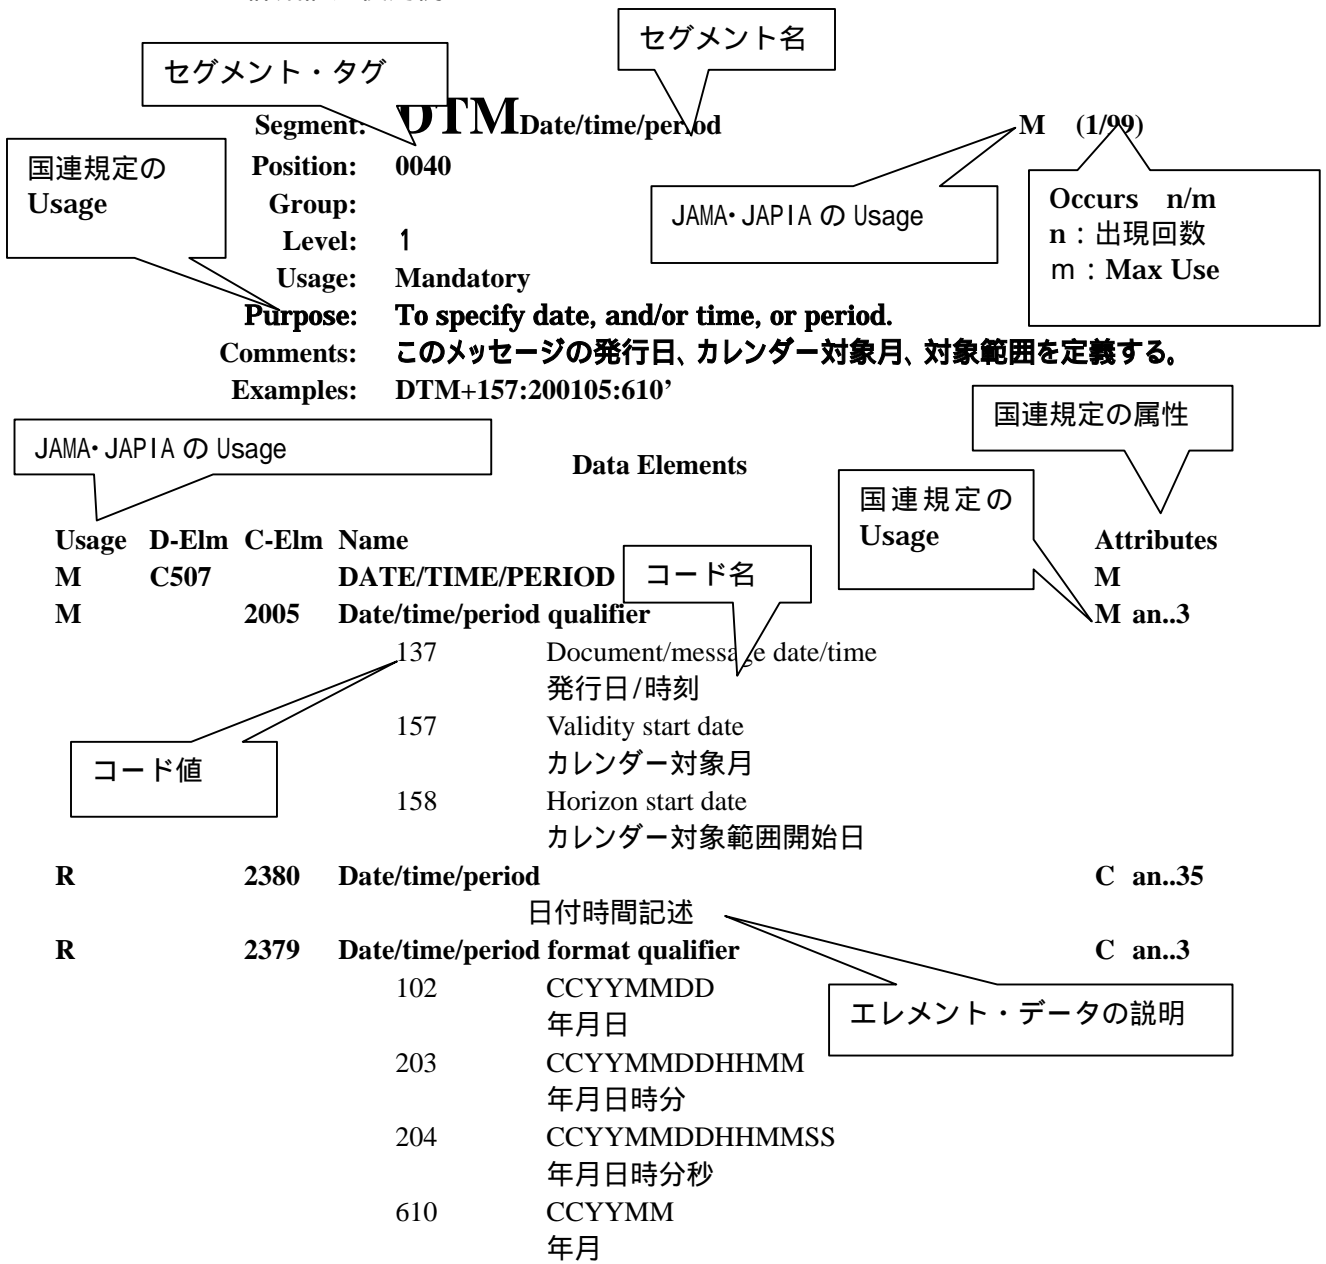 セグメント名
セグメント・タグ
Segment: DTM Date/time/period M (1/99)
国連規定の
Usage
Position: 0040
Group:
Level: 1
Usage: Mandatory
JAMA・JAPIA の Usage
Occurs n/m
n：出現回数
m：Max Use
Purpose: To specify date, and/or time, or period.
Comments: このメッセージの発行日、カレンダー対象月、対象範囲を定義する。
Examples: DTM+157:200105:610’
国連規定の属性
JAMA・JAPIA の Usage
Data Elements
国連規定の
Usage
Usage D-Elm C-Elm Name Attributes
M C507 DATE/TIME/PERIOD M
コード名
M 2005 Date/time/period qualifier M an..3
137 Document/message date/time
発行日/時刻
157 Validity start date
カレンダー対象月
コード値
158 Horizon start date
カレンダー対象範囲開始日
R 2380 Date/time/period C an..35
日付時間記述
R 2379 Date/time/period format qualifier C an..3
102 CCYYMMDD
年月日
エレメント・データの説明
203 CCYYMMDDHHMM
年月日時分
204 CCYYMMDDHHMMSS
年月日時分秒
610 CCYYMM
年月